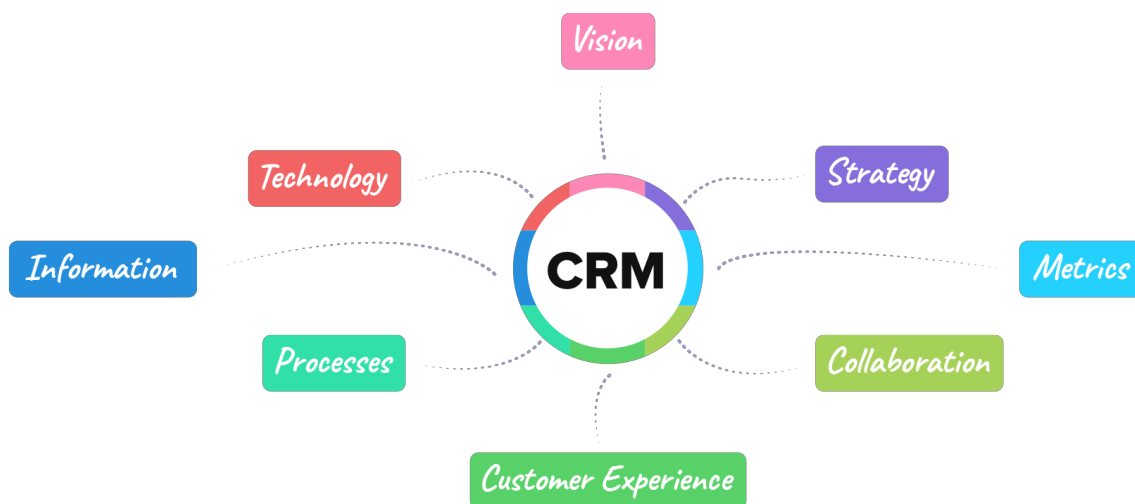 Vision
Technology
Strategy
Information
CRM
Metrics
Processes
Collaboration
Customer Experience